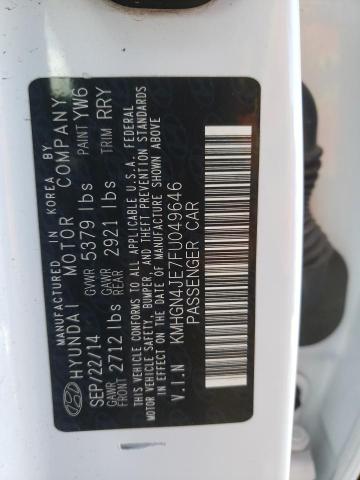 MANUFACTURED IN KOREA BY
HYUNDAI MOTOR COMPANY
SEP/22/14 GVWR 5379 lbs PAINT YW6
GAWR FRONT 2712 lbs GAWR REAR 2921 lbs TRIM RRY
THIS VEHICLE CONFORMS TO ALL APPLICABLE U.S.A. FEDERAL
MOTOR VEHICLE SAFETY, BUMPER, AND THEFT PREVENTION STANDARDS
IN EFFECT ON THE DATE OF MANUFACTURE SHOWN ABOVE
V.I.N KMHGN4JE7FU049646
PASSENGER CAR